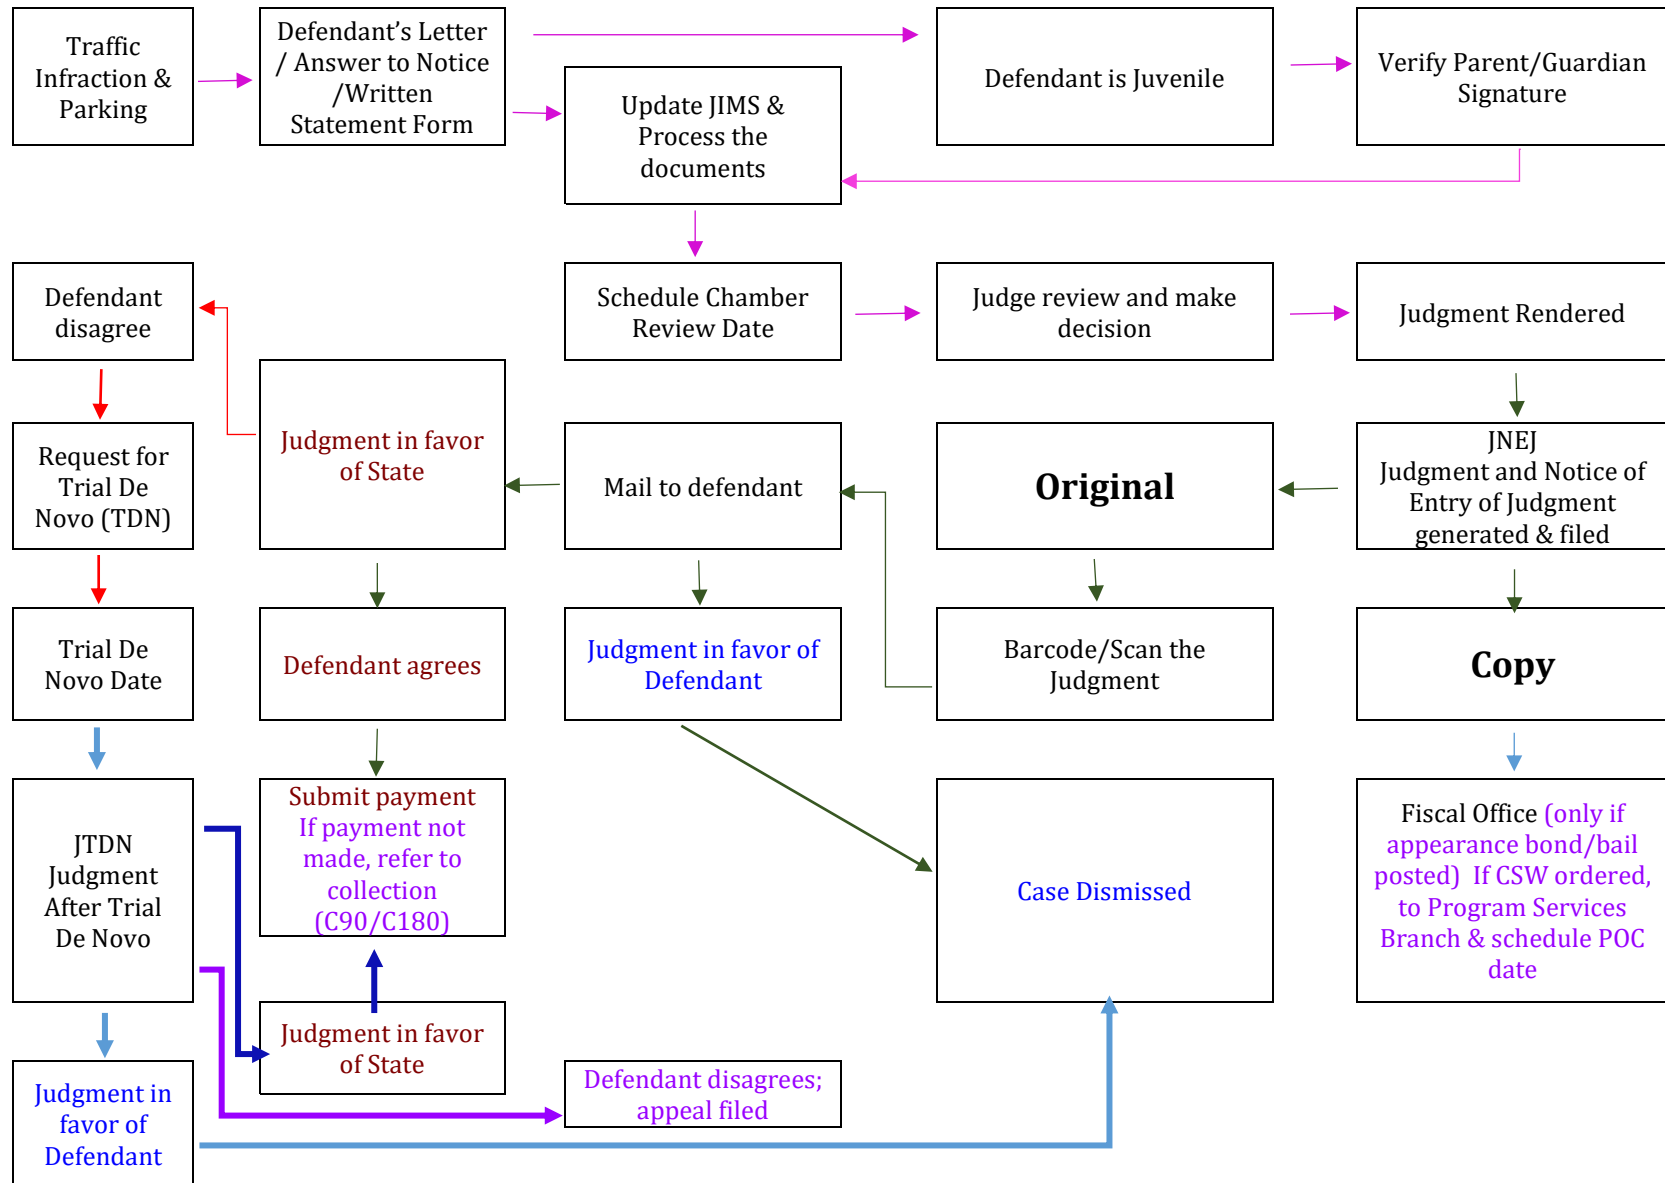 Traffic
Infraction &
Parking
Defendant’s Letter
/ Answer to Notice
/Written
Statement Form
Update JIMS &
Process the
documents
Defendant is Juvenile
Verify Parent/Guardian
Signature
Defendant
disagree
Schedule Chamber
Review Date
Judge review and make
decision
Judgment Rendered
Request for
Trial De
Novo (TDN)
Judgment in favor
of State
Mail to defendant
Original
JNEJ
Judgment and Notice of
Entry of Judgment
generated & filed
Trial De
Novo Date
Defendant agrees
Judgment in favor of
Defendant
Barcode/Scan the
Judgment
Copy
JTDN
Judgment
After Trial
De Novo
Submit payment
If payment not
made, refer to
collection
(C90/C180)
Case Dismissed
Fiscal Office (only if
appearance bond/bail
posted)  If CSW ordered,
to Program Services
Branch & schedule POC
date
Judgment in favor
of State
Judgment in
favor of
Defendant
Defendant disagrees;
appeal filed